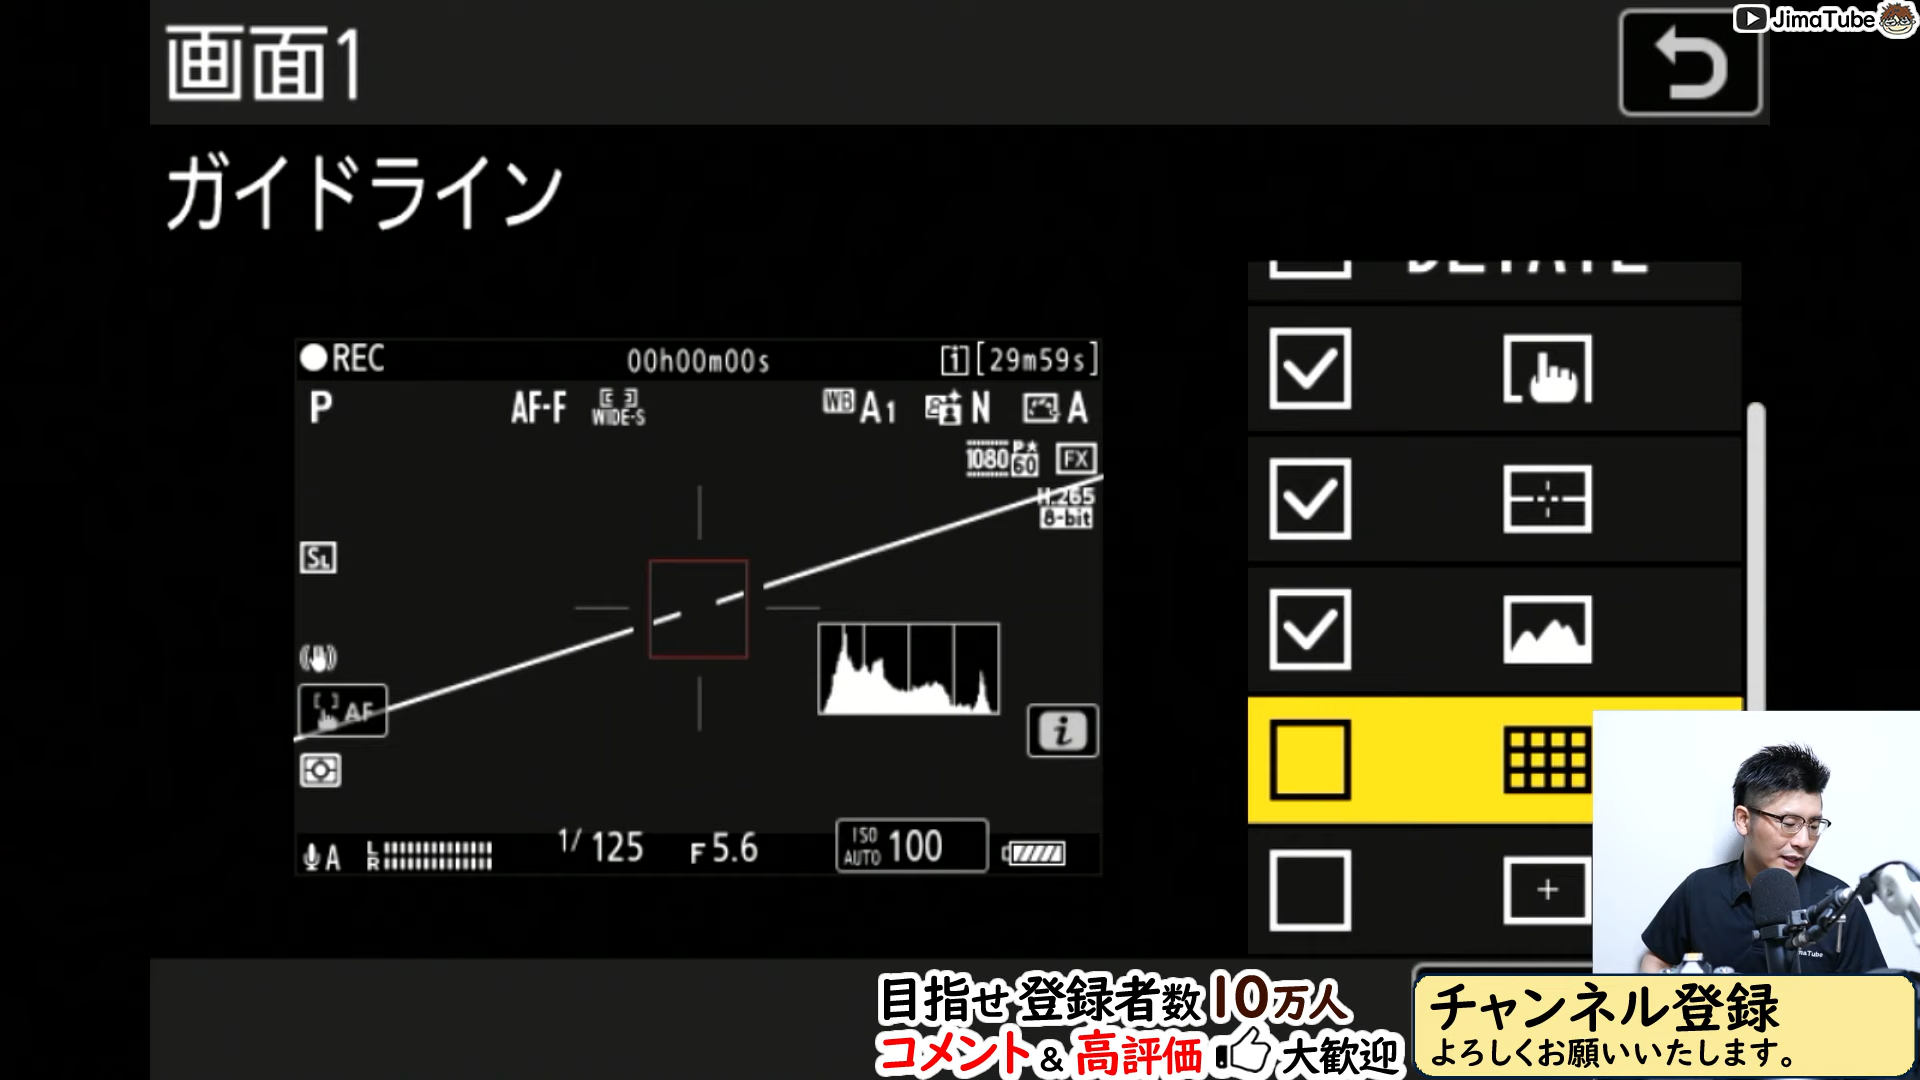 画面1
JimaTube
ガイドライン
REC
00h00m00s
[29m59s]
P
AF-F
WIDE-S
WB A1
N
A
1080 P★ 60
FX
H.265
8-bit
SL
AF
i
A
L
R
1/125
F5.6
ISO AUTO 100
目指せ 登録者数10万人
コメント&高評価 大歓迎
チャンネル登録
よろしくお願いいたします。